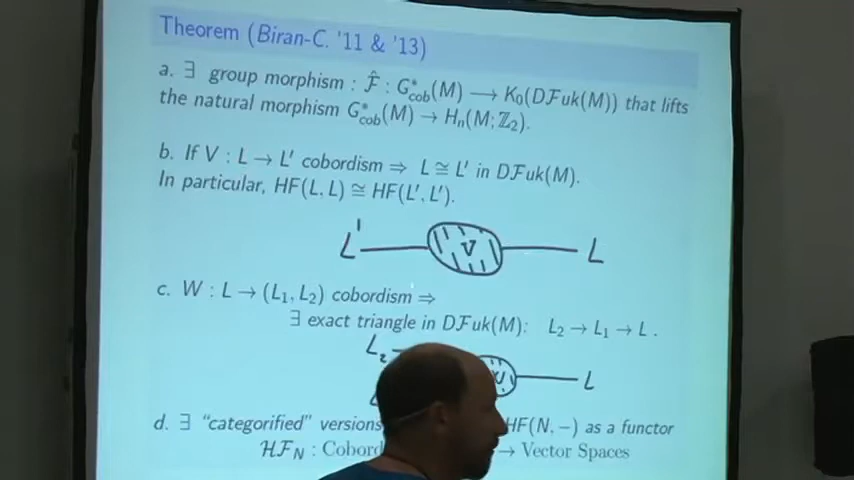 Theorem (Biran-C. '11 & '13)
a. ∃ group morphism : F̂ : G*cob(M) ⟶ K₀(DFuk(M)) that lifts
the natural morphism G*cob(M) → Hₙ(M; ℤ₂).
b. If V : L → L′ cobordism ⇒ L ≅ L′ in DFuk(M).
In particular, HF(L, L) ≅ HF(L′, L′).
L' V L
c. W : L → (L₁, L₂) cobordism ⇒
∃ exact triangle in DFuk(M): L₂ → L₁ → L .
L₂
L
d. ∃ "categorified" versions HF(N, −) as a functor
HFN : Cobord → Vector Spaces